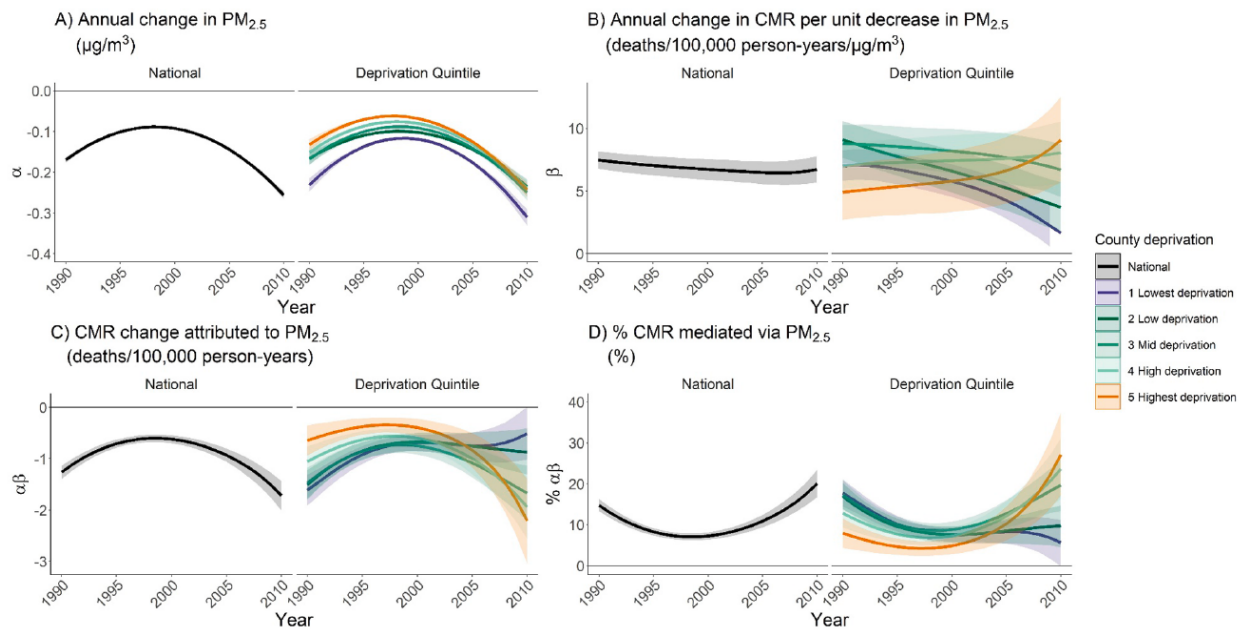 A) Annual change in PM2.5
(µg/m³)
National
Deprivation Quintile
0.0
-0.1
-0.2
-0.3
-0.4
α
1990
1995
2000
2005
2010
1990
1995
2000
2005
2010
Year
B) Annual change in CMR per unit decrease in PM2.5
(deaths/100,000 person-years/µg/m³)
National
Deprivation Quintile
10
5
0
β
1990
1995
2000
2005
2010
1990
1995
2000
2005
2010
Year
C) CMR change attributed to PM2.5
(deaths/100,000 person-years)
National
Deprivation Quintile
0
-1
-2
-3
αβ
1990
1995
2000
2005
2010
1990
1995
2000
2005
2010
Year
D) % CMR mediated via PM2.5
(%)
National
Deprivation Quintile
40
30
20
10
0
% αβ
1990
1995
2000
2005
2010
1990
1995
2000
2005
2010
Year
County deprivation
National
1 Lowest deprivation
2 Low deprivation
3 Mid deprivation
4 High deprivation
5 Highest deprivation